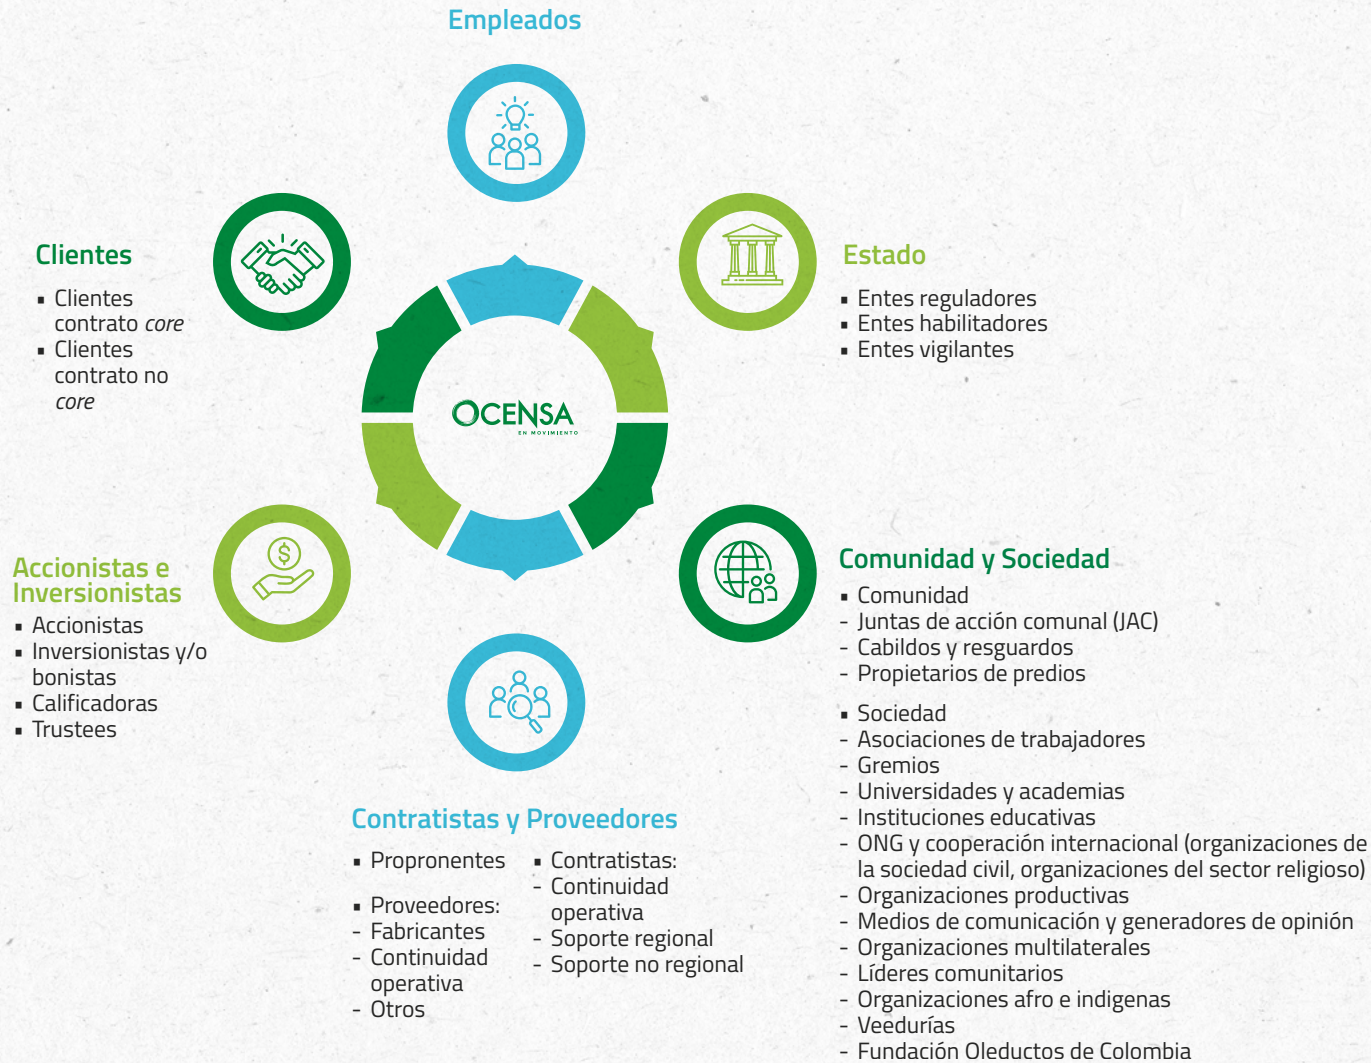 Empleados
Clientes
▪ Clientes
contrato core
▪ Clientes
contrato no
core
Estado
▪ Entes reguladores
▪ Entes habilitadores
▪ Entes vigilantes
OCENSA
EN MOVIMIENTO
Accionistas e
Inversionistas
▪ Accionistas
▪ Inversionistas y/o
bonistas
▪ Calificadoras
▪ Trustees
$
Comunidad y Sociedad
▪ Comunidad
- Juntas de acción comunal (JAC)
- Cabildos y resguardos
- Propietarios de predios
▪ Sociedad
- Asociaciones de trabajadores
- Gremios
- Universidades y academias
- Instituciones educativas
- ONG y cooperación internacional (organizaciones de
la sociedad civil, organizaciones del sector religioso)
- Organizaciones productivas
- Medios de comunicación y generadores de opinión
- Organizaciones multilaterales
- Líderes comunitarios
- Organizaciones afro e indigenas
- Veedurías
- Fundación Oleductos de Colombia
Contratistas y Proveedores
▪ Propronentes
▪ Proveedores:
- Fabricantes
- Continuidad
operativa
- Otros
▪ Contratistas:
- Continuidad
operativa
- Soporte regional
- Soporte no regional